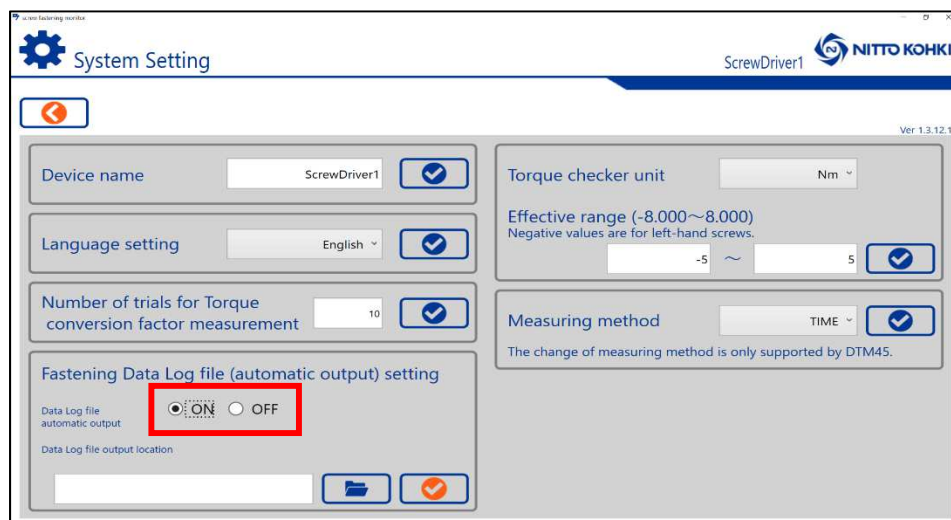 screw fastening monitor
System Setting
ScrewDriver1
NITTO KOHKI
Ver 1.3.12.1
Device name
ScrewDriver1
Language setting
English
Number of trials for Torque
conversion factor measurement
10
Fastening Data Log file (automatic output) setting
Data Log file
automatic output
ON
OFF
Data Log file output location
Torque checker unit
Nm
Effective range (-8.000～8.000)
Negative values are for left-hand screws.
-5 ～ 5
Measuring method
TIME
The change of measuring method is only supported by DTM45.